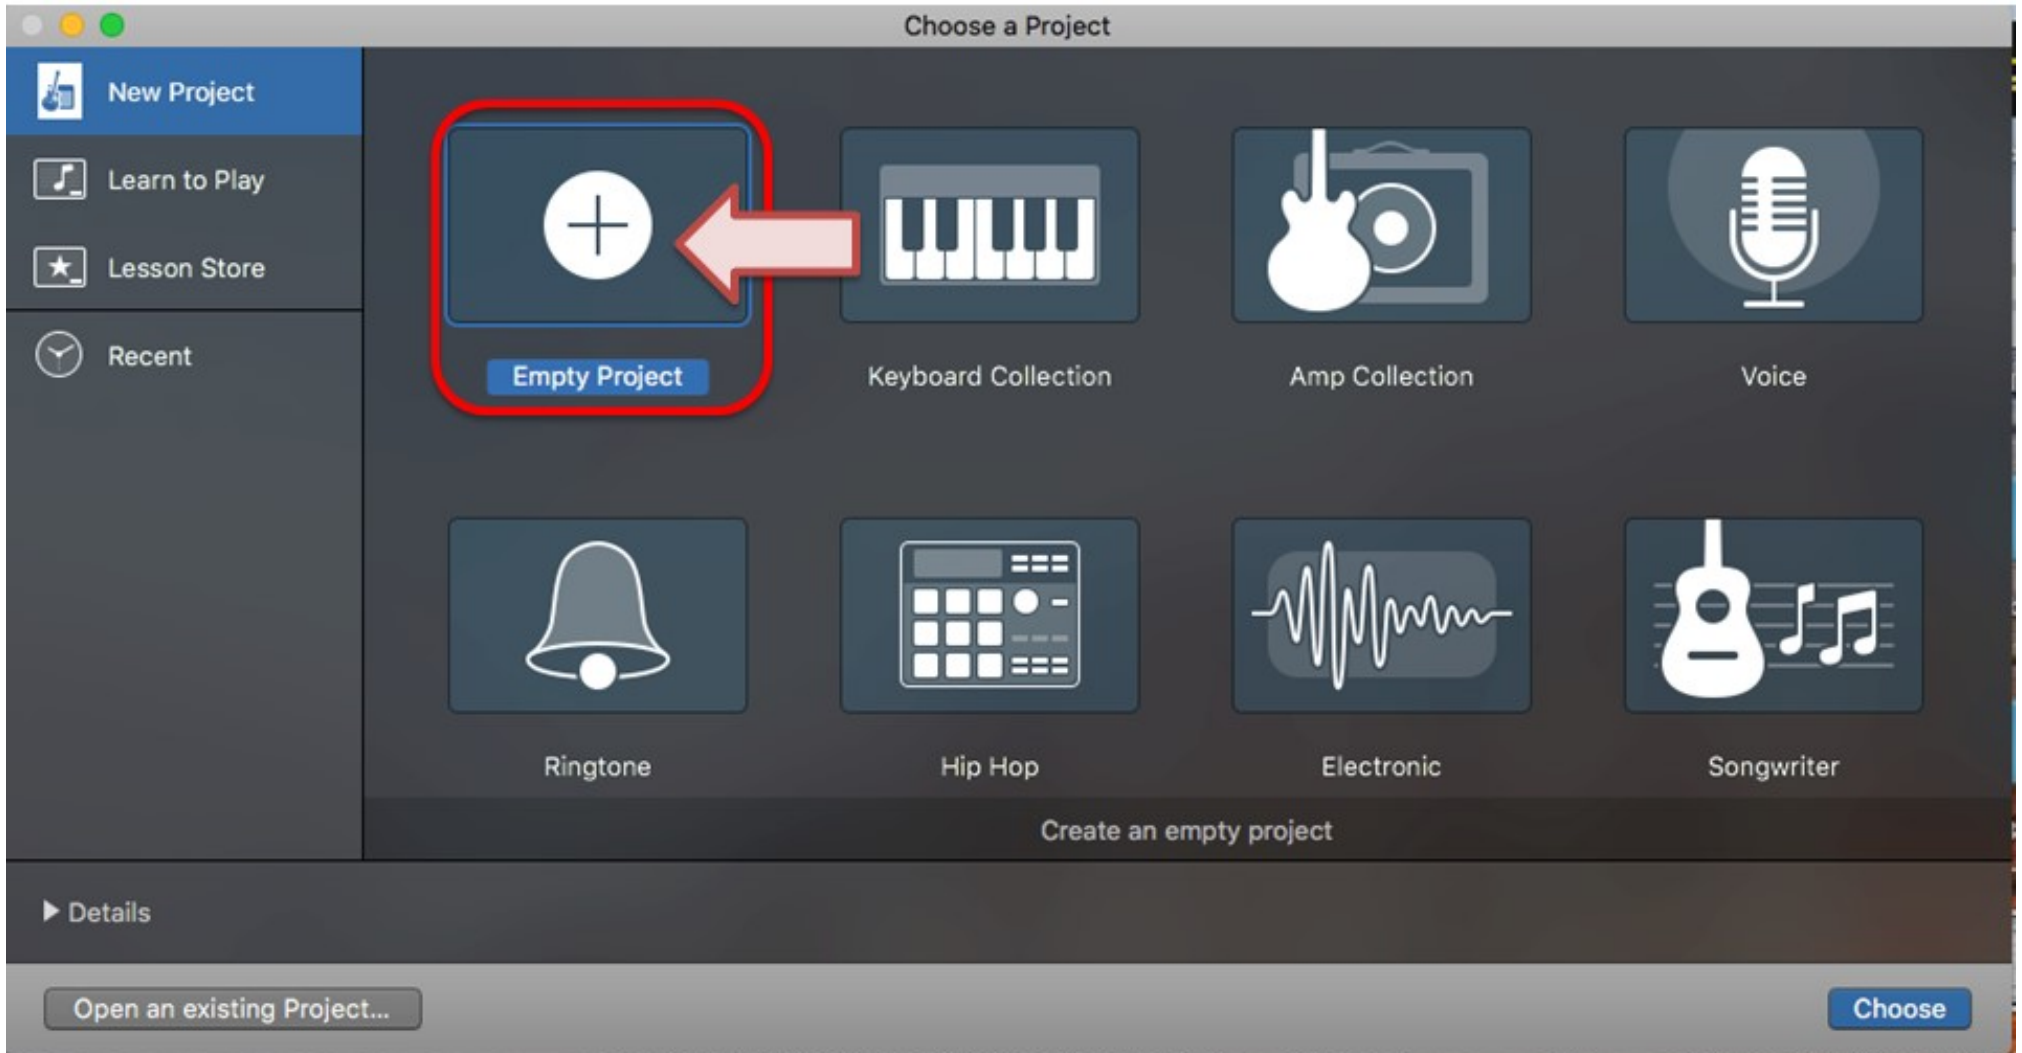 Choose a Project
New Project
Learn to Play
Lesson Store
Recent
Empty Project
Keyboard Collection
Amp Collection
Voice
Ringtone
Hip Hop
Electronic
Songwriter
Create an empty project
Details
Open an existing Project...
Choose